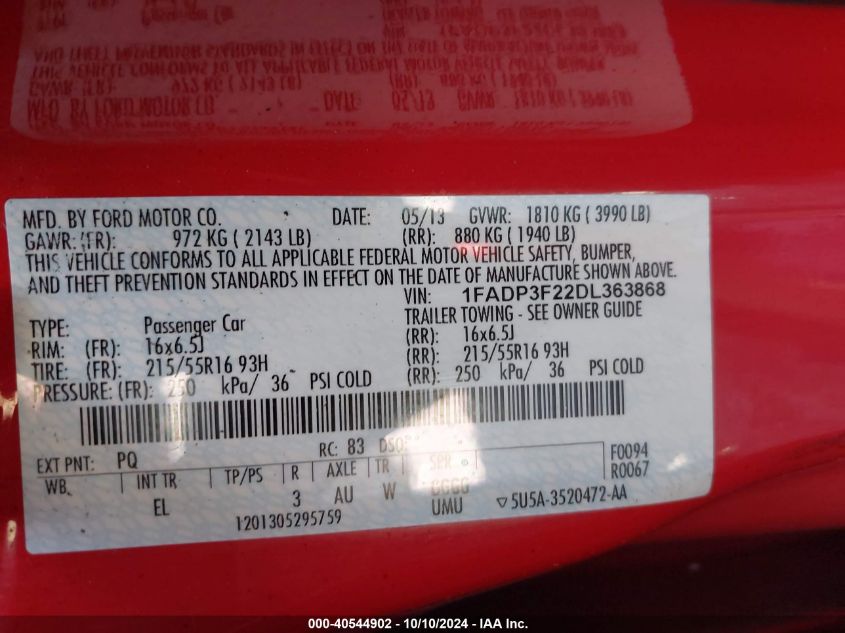 MFD. BY FORD MOTOR CO. DATE: 05/13 GVWR: 1810 KG ( 3990 LB)
GAWR: (FR): 972 KG ( 2143 LB) (RR): 880 KG ( 1940 LB)
THIS VEHICLE CONFORMS TO ALL APPLICABLE FEDERAL MOTOR VEHICLE SAFETY, BUMPER,
AND THEFT PREVENTION STANDARDS IN EFFECT ON THE DATE OF MANUFACTURE SHOWN ABOVE.
VIN: 1FADP3F22DL363868
TYPE: Passenger Car TRAILER TOWING - SEE OWNER GUIDE
RIM: (FR): 16x6.5J (RR): 16x6.5J
TIRE: (FR): 215/55R16 93H (RR): 215/55R16 93H
PRESSURE: (FR): 250 kPa/ 36 PSI COLD (RR): 250 kPa/ 36 PSI COLD
EXT PNT: PQ RC: 83 F0094
WB INT TR TP/PS R AXLE TR SPR R0067
EL 3 AU W GGGG
1201305295759 UMU 5U5A-3520472-AA
000-40544902 - 10/10/2024 - IAA Inc.